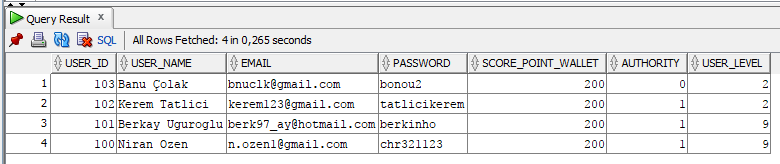 Query Result x
SQL | All Rows Fetched: 4 in 0,265 seconds
USER_ID USER_NAME EMAIL PASSWORD SCORE_POINT_WALLET AUTHORITY USER_LEVEL
1 103 Banu Çolak bnuclk@gmail.com bonou2 200 0 2
2 102 Kerem Tatlici kerem123@gmail.com tatlicikerem 200 1 2
3 101 Berkay Uguroglu berk97_ay@hotmail.com berkinho 200 1 9
4 100 Niran Ozen n.ozen1@gmail.com chr321123 200 1 9